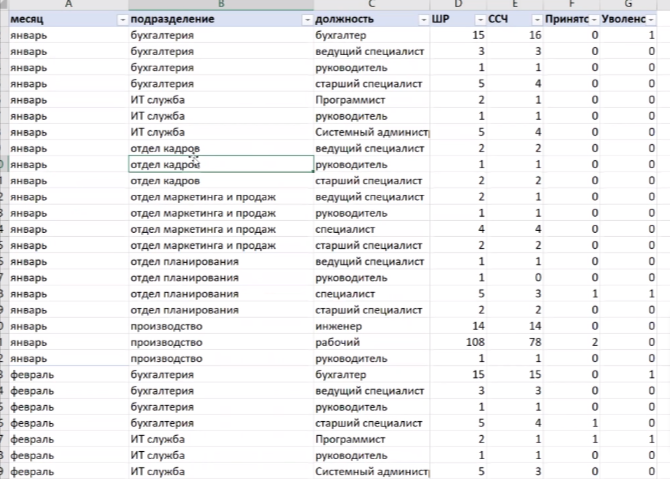 A B C D E F G
месяц подразделение должность ШР ССЧ Принятс Уволенс
январь бухгалтерия бухгалтер 15 16 0 1
январь бухгалтерия ведущий специалист 3 3 0 0
январь бухгалтерия руководитель 1 1 0 0
январь бухгалтерия старший специалист 5 4 0 0
январь ИТ служба Программист 2 1 0 0
январь ИТ служба руководитель 1 1 0 0
январь ИТ служба Системный админист 5 4 0 0
январь отдел кадров ведущий специалист 2 2 0 0
январь отдел кадров руководитель 1 1 0 0
январь отдел кадров старший специалист 2 2 0 0
январь отдел маркетинга и продаж ведущий специалист 2 1 0 0
январь отдел маркетинга и продаж руководитель 1 1 0 0
январь отдел маркетинга и продаж специалист 4 4 0 0
январь отдел маркетинга и продаж старший специалист 2 2 0 0
январь отдел планирования ведущий специалист 1 1 0 0
январь отдел планирования руководитель 1 0 0 0
январь отдел планирования специалист 5 3 1 1
январь отдел планирования старший специалист 2 2 0 0
январь производство инженер 14 14 0 0
январь производство рабочий 108 78 2 0
январь производство руководитель 1 1 0 0
февраль бухгалтерия бухгалтер 15 15 0 1
февраль бухгалтерия ведущий специалист 3 3 0 0
февраль бухгалтерия руководитель 1 1 0 0
февраль бухгалтерия старший специалист 5 4 1 0
февраль ИТ служба Программист 2 1 1 1
февраль ИТ служба руководитель 1 1 0 0
февраль ИТ служба Системный админист 5 3 0 0